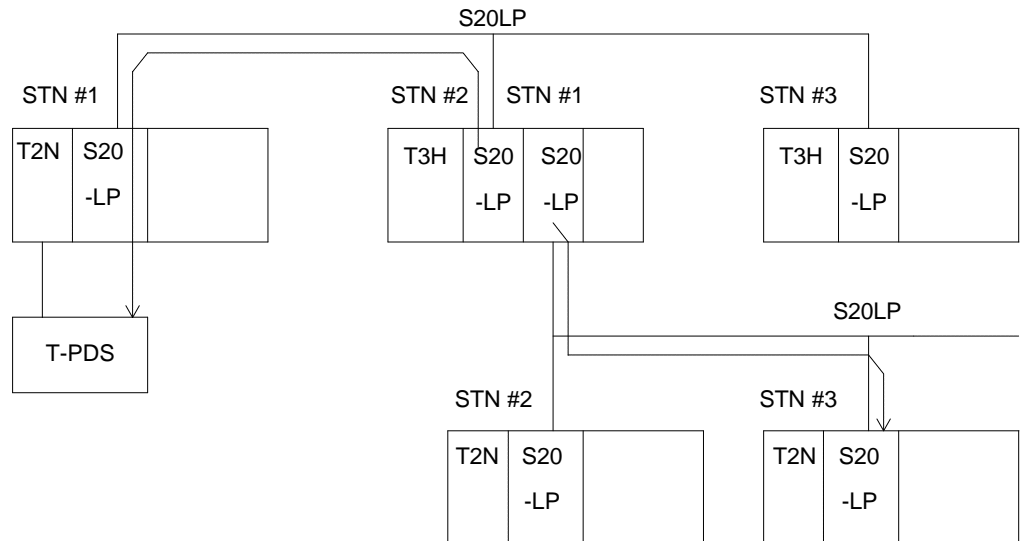 S20LP
STN #1
STN #2
STN #1
STN #3
T2N
S20
-LP
T3H
S20
-LP
S20
-LP
T3H
S20
-LP
T-PDS
S20LP
STN #2
STN #3
T2N
S20
-LP
T2N
S20
-LP